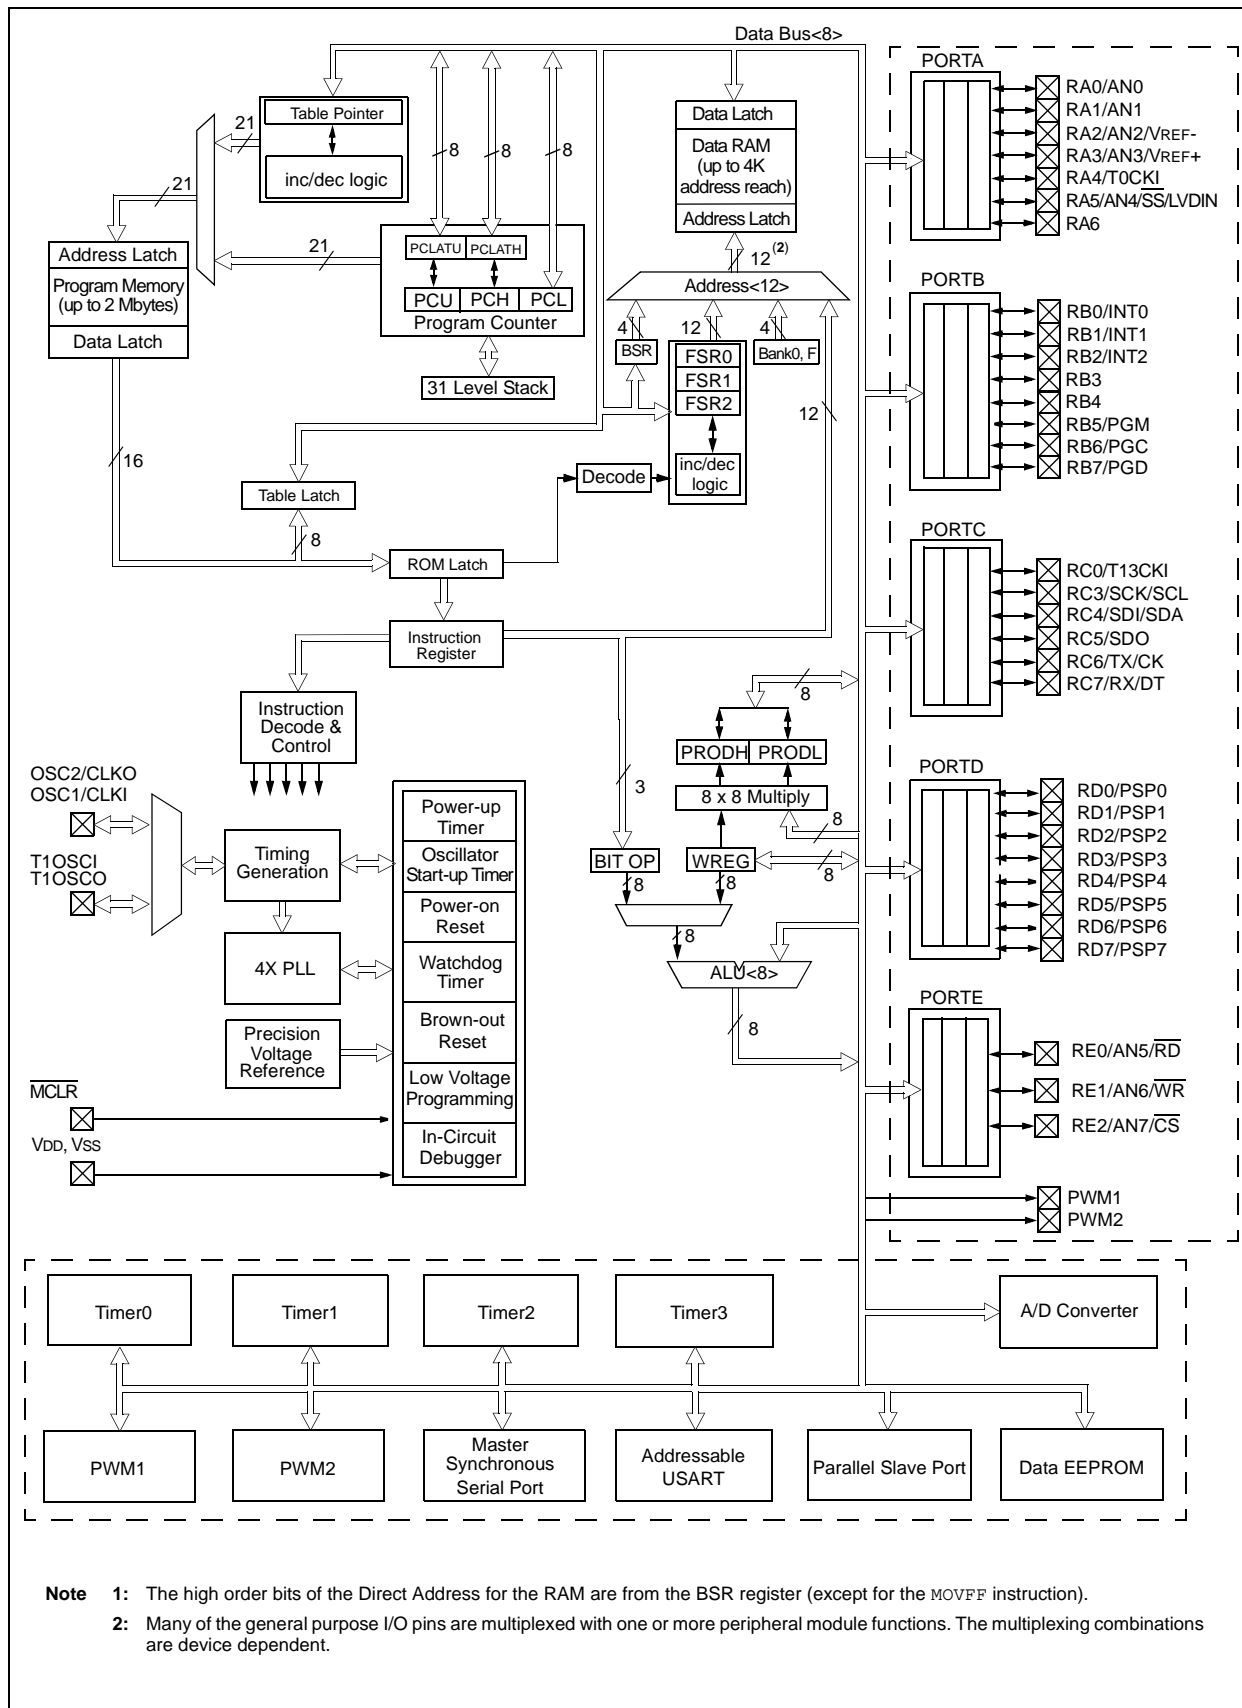 Data Bus<8>
PORTA
RA0/AN0
RA1/AN1
RA2/AN2/VREF-
RA3/AN3/VREF+
RA4/T0CKI
RA5/AN4/SS/LVDIN
RA6
21
Table Pointer
inc/dec logic
8
8
8
Data Latch
Data RAM
(up to 4K
address reach)
Address Latch
21
Address Latch
Program Memory
(up to 2 Mbytes)
Data Latch
21
PCLATU
PCLATH
PCU
PCH
PCL
Program Counter
31 Level Stack
12(2)
Address<12>
4
12
4
BSR
FSR0
FSR1
FSR2
Bank0, F
inc/dec
logic
12
PORTB
RB0/INT0
RB1/INT1
RB2/INT2
RB3
RB4
RB5/PGM
RB6/PGC
RB7/PGD
16
Table Latch
8
Decode
ROM Latch
Instruction
Register
PORTC
RC0/T13CKI
RC3/SCK/SCL
RC4/SDI/SDA
RC5/SDO
RC6/TX/CK
RC7/RX/DT
Instruction
Decode &
Control
8
PRODH
PRODL
3
8 x 8 Multiply
8
BIT OP
WREG
8
8
8
8
ALU<8>
8
PORTD
RD0/PSP0
RD1/PSP1
RD2/PSP2
RD3/PSP3
RD4/PSP4
RD5/PSP5
RD6/PSP6
RD7/PSP7
OSC2/CLKO
OSC1/CLKI
T1OSCI
T1OSCO
Timing
Generation
4X PLL
Precision
Voltage
Reference
Power-up
Timer
Oscillator
Start-up Timer
Power-on
Reset
Watchdog
Timer
Brown-out
Reset
Low Voltage
Programming
In-Circuit
Debugger
MCLR
VDD, VSS
PORTE
RE0/AN5/RD
RE1/AN6/WR
RE2/AN7/CS
PWM1
PWM2
Timer0
Timer1
Timer2
Timer3
A/D Converter
PWM1
PWM2
Master
Synchronous
Serial Port
Addressable
USART
Parallel Slave Port
Data EEPROM
Note 1: The high order bits of the Direct Address for the RAM are from the BSR register (except for the MOVFF instruction).
2: Many of the general purpose I/O pins are multiplexed with one or more peripheral module functions. The multiplexing combinations
are device dependent.